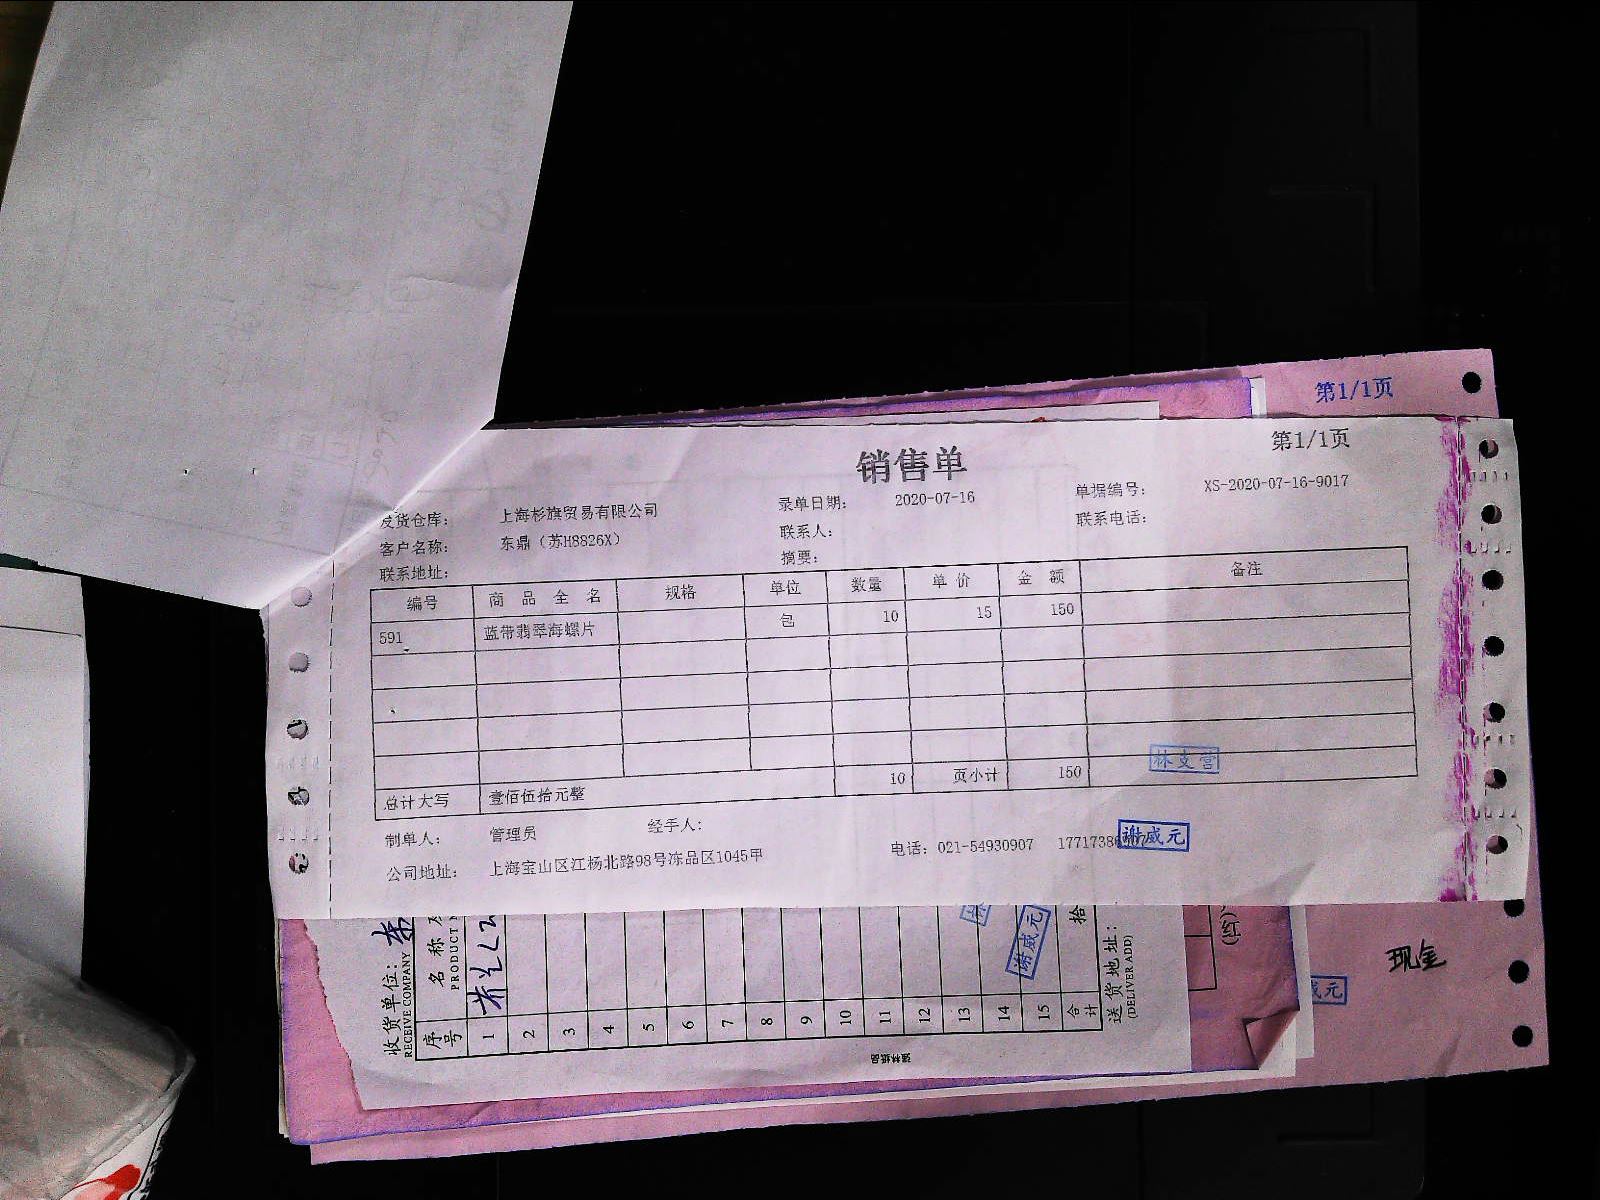 第1/1页
销售单
第1/1页
发货仓库： 上海杉旗贸易有限公司 录单日期： 2020-07-16 单据编号： XS-2020-07-16-9017
客户名称： 东鼎（苏H8826X） 联系人： 联系电话：
联系地址： 摘要：
编号 商品全名 规格 单位 数量 单价 金额 备注
591 蓝带翡翠海螺片 包 10 15 150
总计大写 壹佰伍拾元整 10 页小计 150
林支营
制单人： 管理员 经手人：
公司地址： 上海宝山区江杨北路98号冻品区1045甲 电话：021-54930907 17717386
谢威元
收货单位：
RECEIVE COMPANY
序号 名称
PRODUCT
1
2
3
4
5
6
7
8
9
10
11
12
13
14
15
合计 拾
谢威元
送货地址：
(DELIVER ADD)
现金
威元